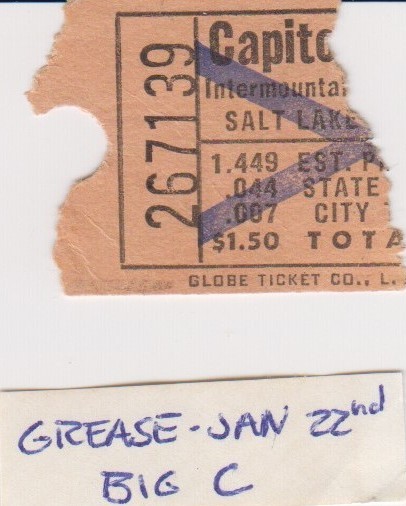 267139
Capito
Intermountai
SALT LAKE
1.449 EST. P
.044 STATE
.007 CITY T
$1.50 TOTA
GLOBE TICKET CO., L.
GREASE - JAN 22nd
BIG C